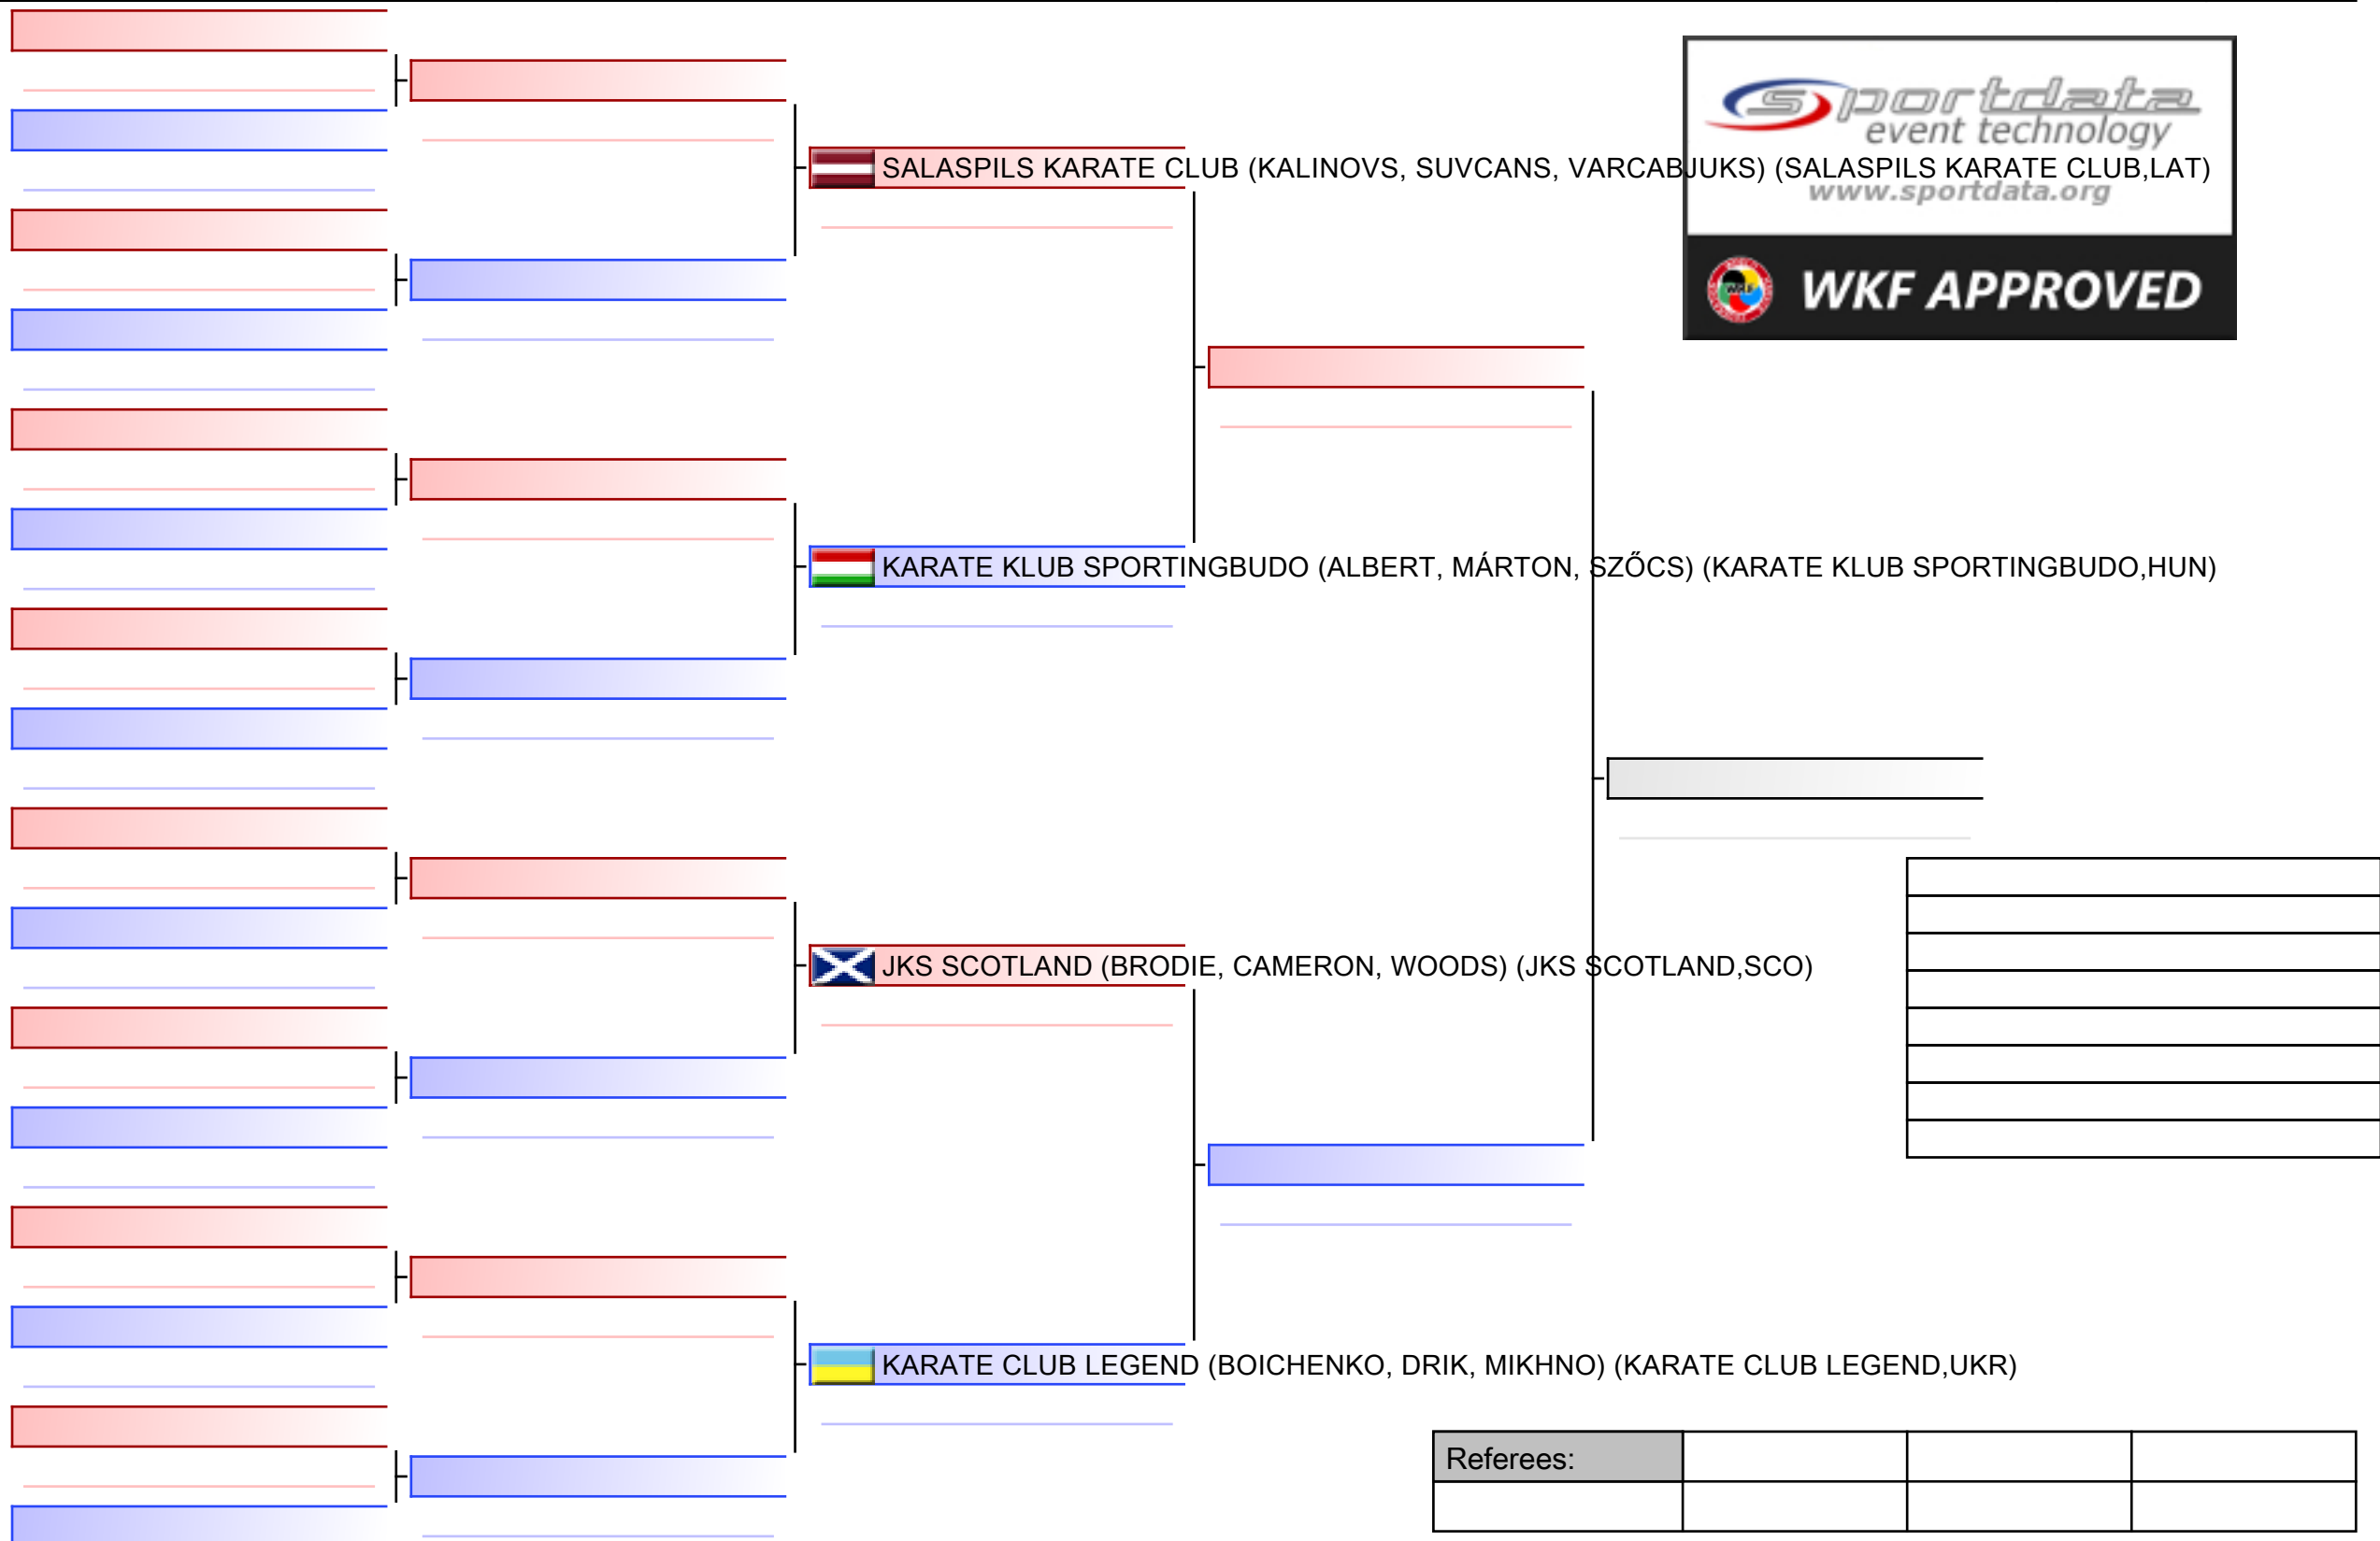 sportdata
event technology
SALASPILS KARATE CLUB (KALINOVS, SUVCANS, VARCABJUKS) (SALASPILS KARATE CLUB,LAT)
www.sportdata.org
WKF APPROVED
KARATE KLUB SPORTINGBUDO (ALBERT, MÁRTON, SZŐCS) (KARATE KLUB SPORTINGBUDO,HUN)
JKS SCOTLAND (BRODIE, CAMERON, WOODS) (JKS SCOTLAND,SCO)
KARATE CLUB LEGEND (BOICHENKO, DRIK, MIKHNO) (KARATE CLUB LEGEND,UKR)
Referees: